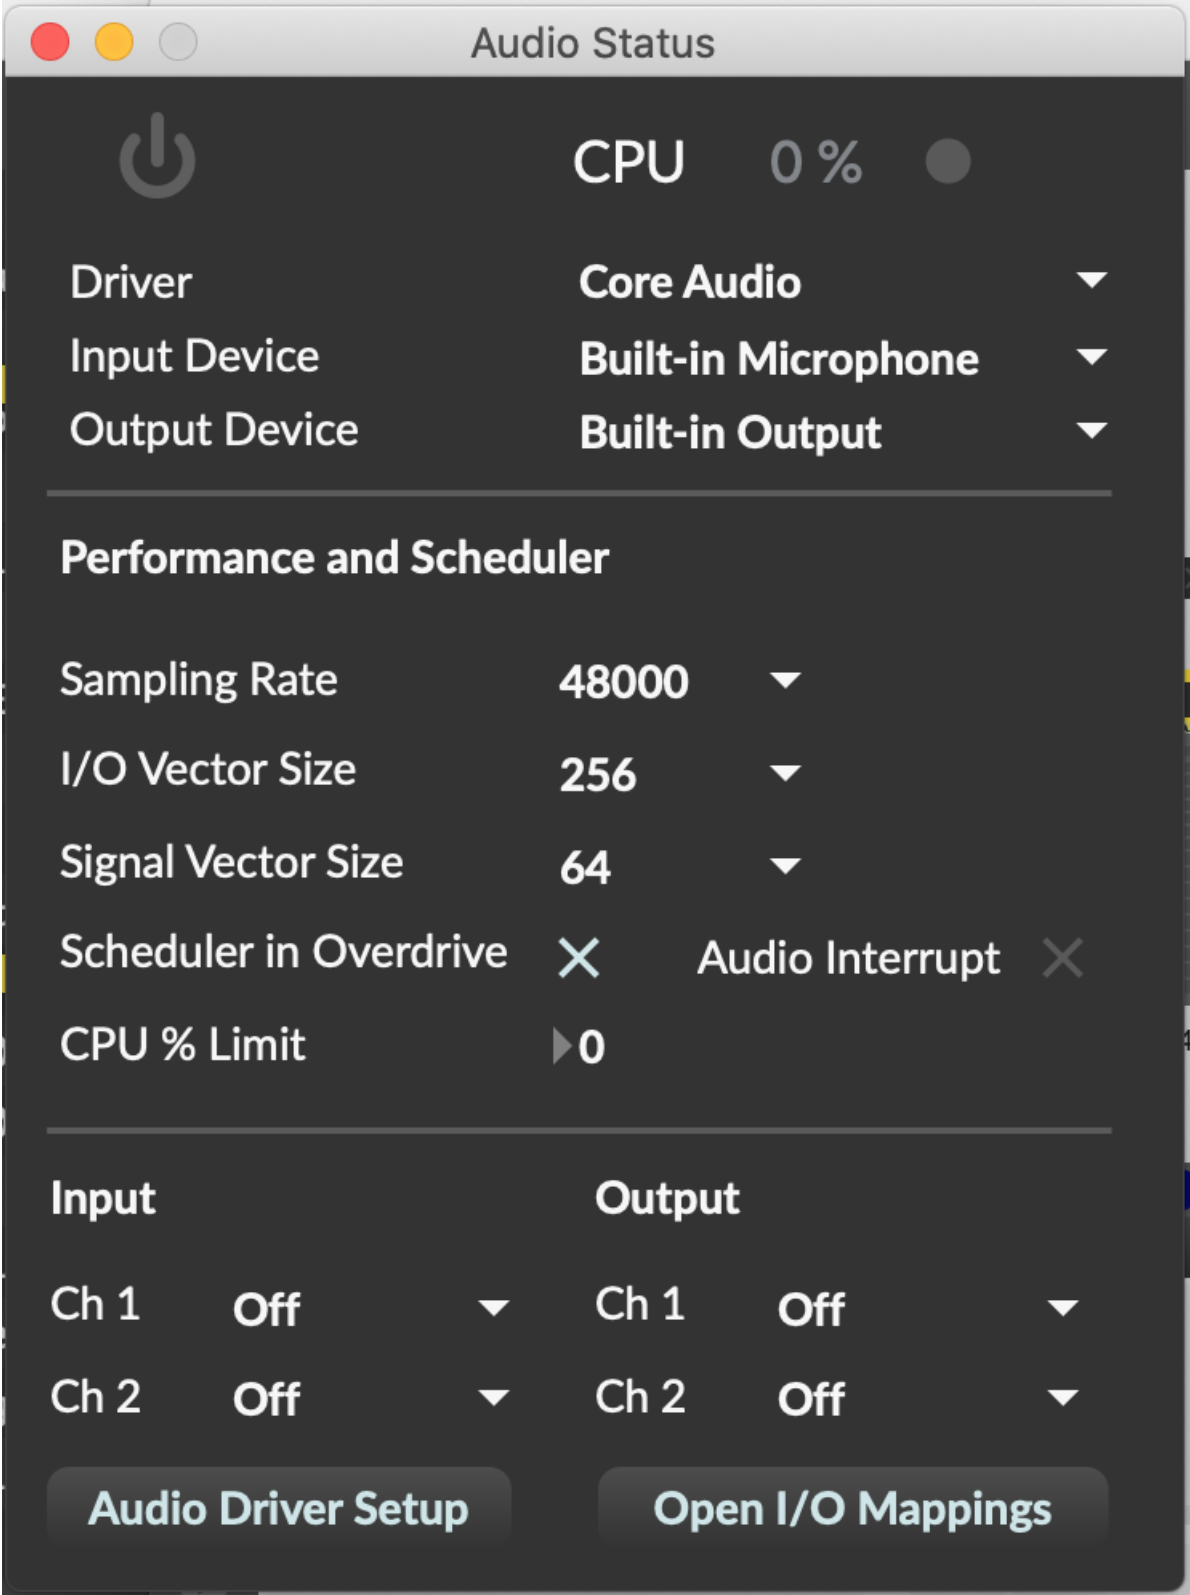 Audio Status
CPU 0 %
Driver Core Audio
Input Device Built-in Microphone
Output Device Built-in Output
Performance and Scheduler
Sampling Rate 48000
I/O Vector Size 256
Signal Vector Size 64
Scheduler in Overdrive Audio Interrupt
CPU % Limit 0
Input Output
Ch 1 Off Ch 1 Off
Ch 2 Off Ch 2 Off
Audio Driver Setup Open I/O Mappings